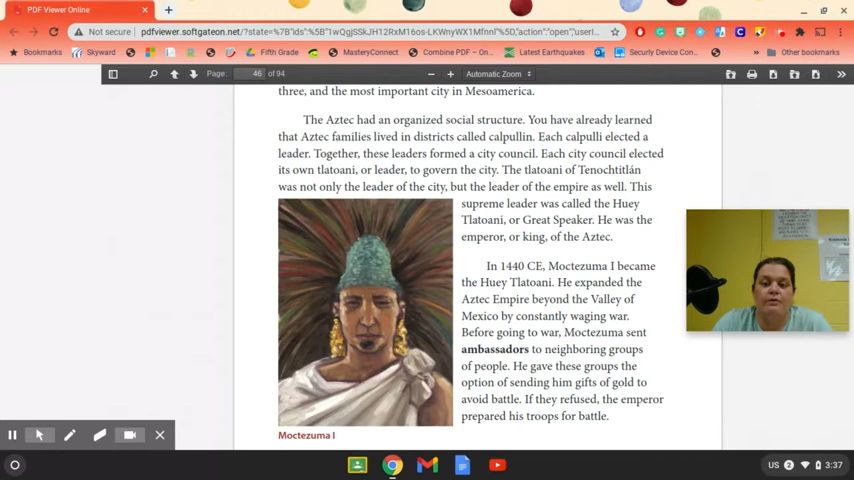 PDF Viewer Online
Not secure
pdfviewer.softgateon.net/?state=%7B"ids"%5B"1wQgjSSkJH12RxM16os-LKWnyWX1Mfnnl"%5D,"action":"open","userI...
Bookmarks
Skyward
Fifth Grade
MasteryConnect
Combine PDF – On...
Latest Earthquakes
Securly Device Con...
»
Other bookmarks
Page:
46
of 94
Automatic Zoom
three, and the most important city in Mesoamerica.
The Aztec had an organized social structure. You have already learned
that Aztec families lived in districts called calpullin. Each calpulli elected a
leader. Together, these leaders formed a city council. Each city council elected
its own tlatoani, or leader, to govern the city. The tlatoani of Tenochtitlán
was not only the leader of the city, but the leader of the empire as well. This
supreme leader was called the Huey
Tlatoani, or Great Speaker. He was the
emperor, or king, of the Aztec.
In 1440 CE, Moctezuma I became
the Huey Tlatoani. He expanded the
Aztec Empire beyond the Valley of
Mexico by constantly waging war.
Before going to war, Moctezuma sent
ambassadors to neighboring groups
of people. He gave these groups the
option of sending him gifts of gold to
avoid battle. If they refused, the emperor
prepared his troops for battle.
Moctezuma I
US
2
3:37